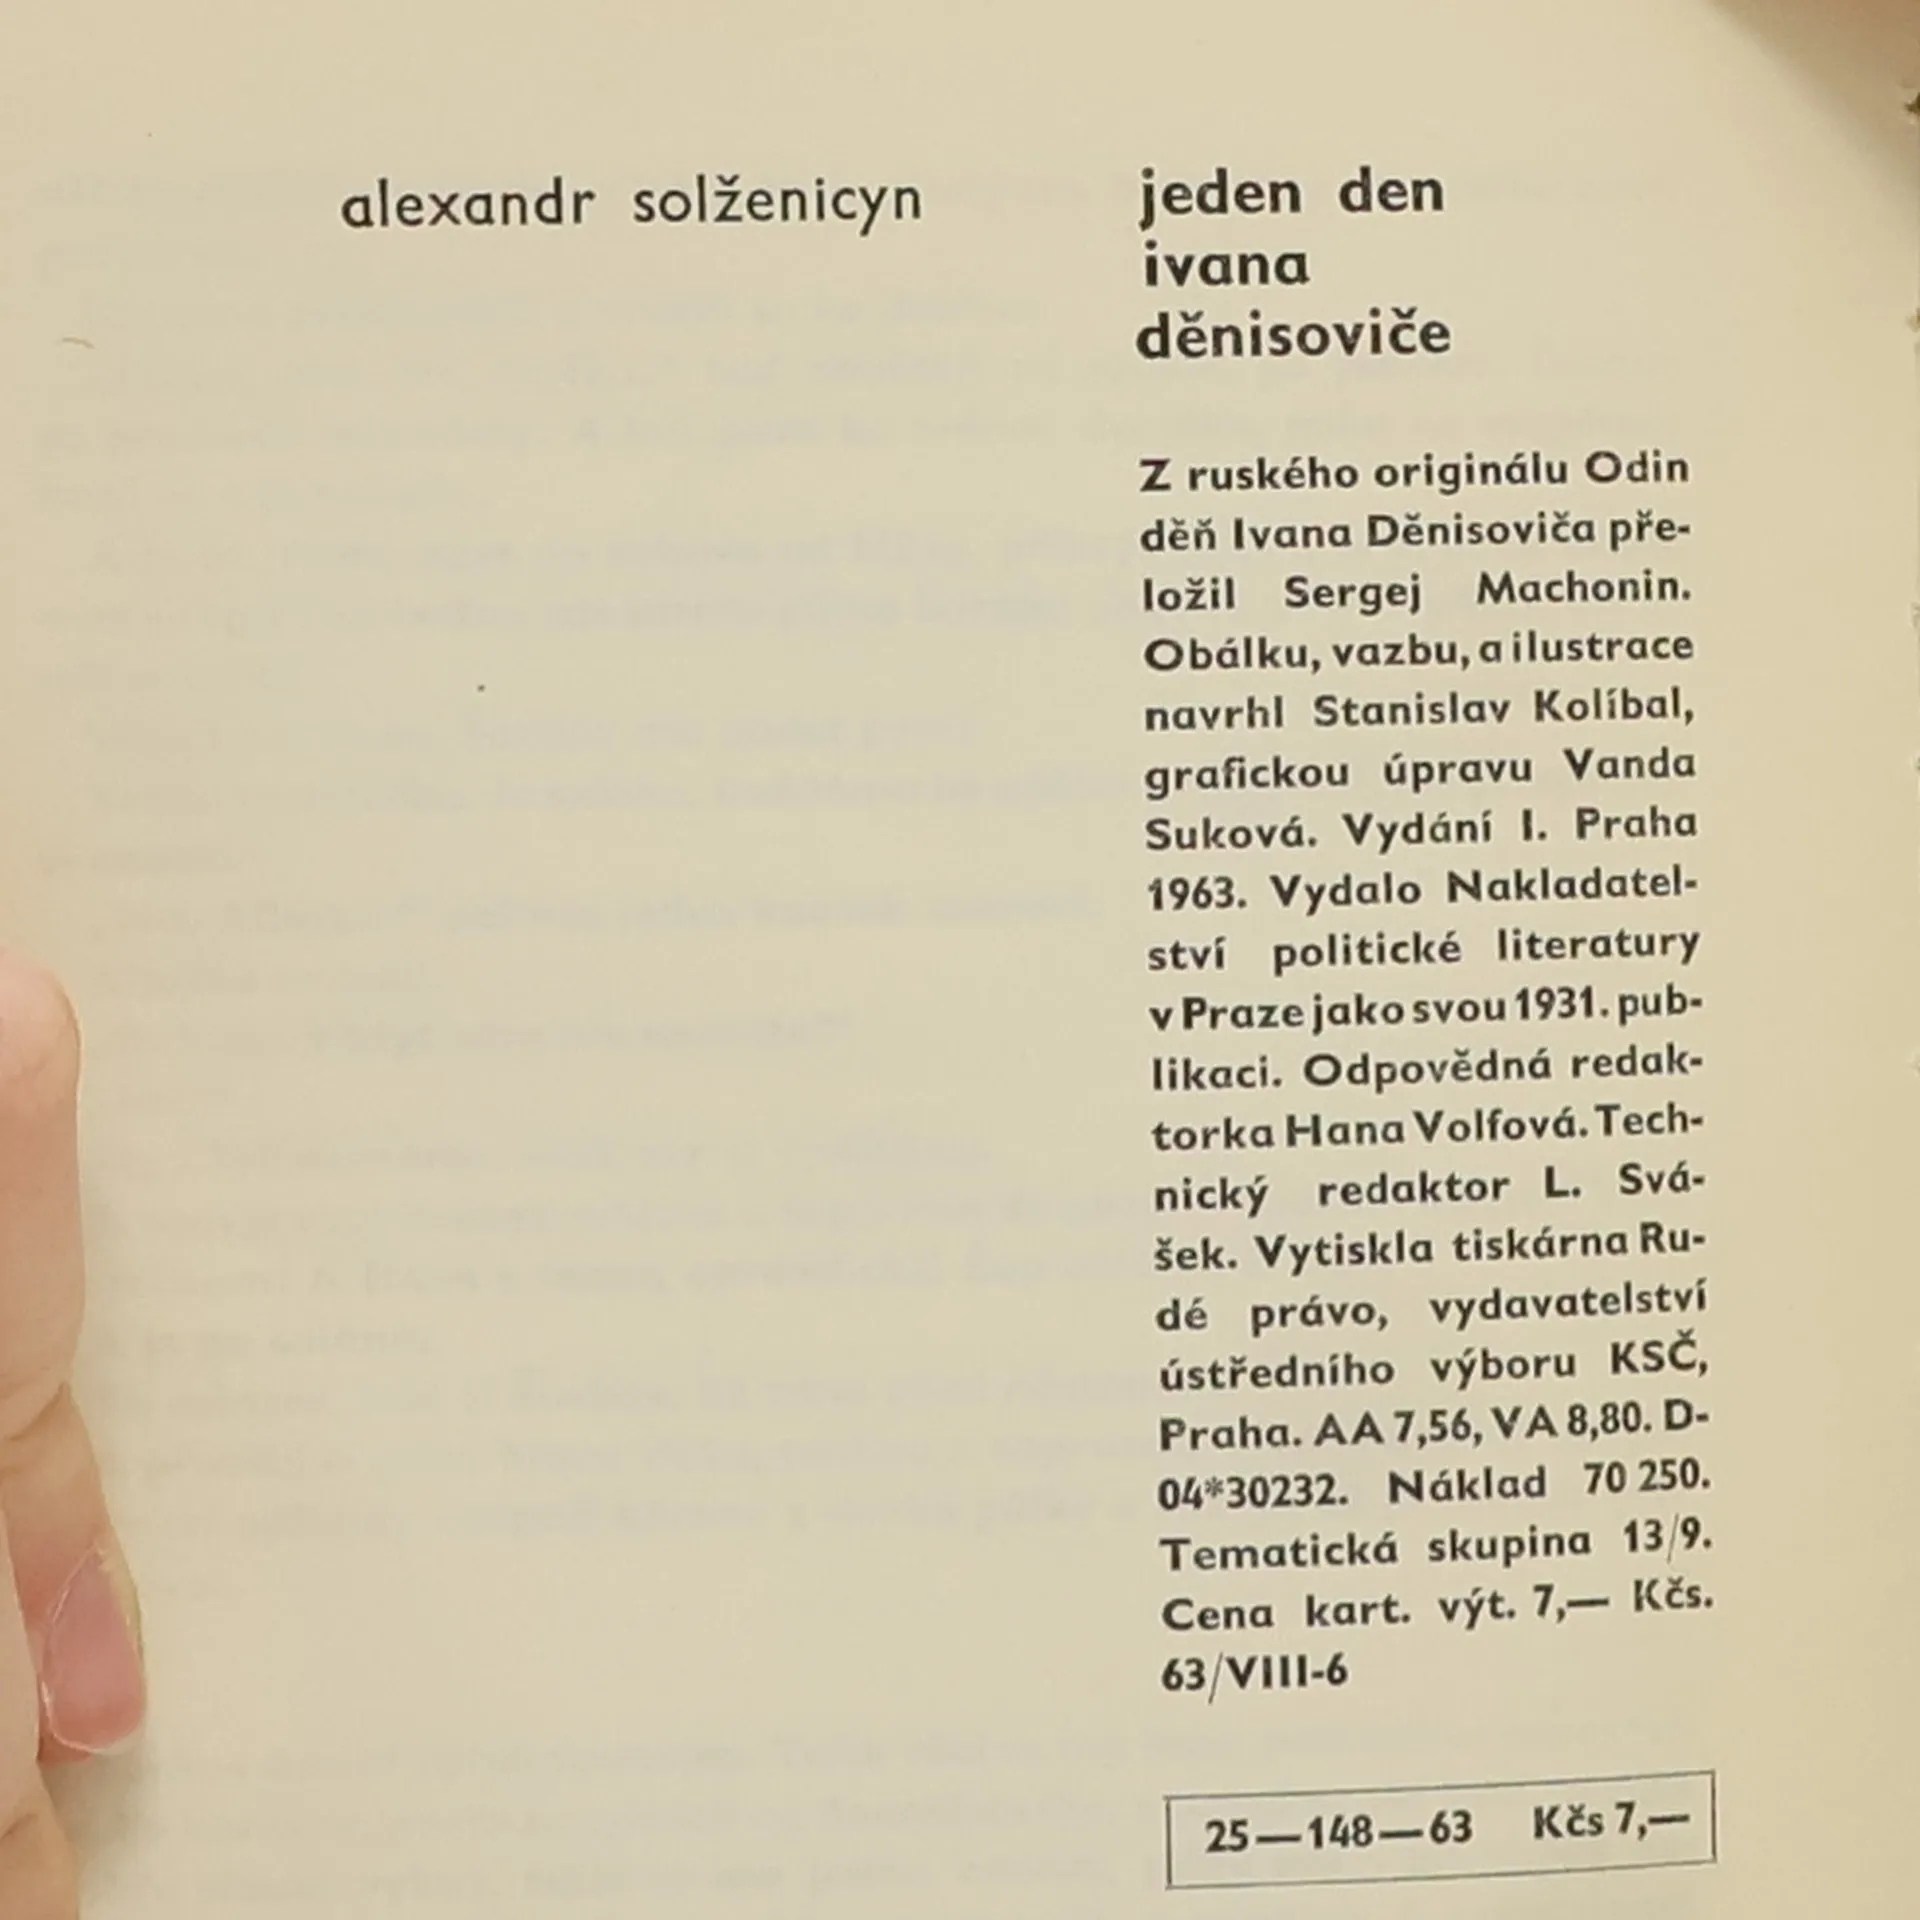 alexandr solženicyn
jeden den
ivana
děnisoviče
Z ruského originálu Odin
děň Ivana Děnisoviča pře-
ložil Sergej Machonin.
Obálku, vazbu, a ilustrace
navrhl Stanislav Kolíbal,
grafickou úpravu Vanda
Suková. Vydání I. Praha
1963. Vydalo Nakladatel-
ství politické literatury
v Praze jako svou 1931. pub-
likaci. Odpovědná redak-
torka Hana Volfová. Tech-
nický redaktor L. Svá-
šek. Vytiskla tiskárna Ru-
dé právo, vydavatelství
ústředního výboru KSČ,
Praha. AA 7,56, VA 8,80. D-
04*30232. Náklad 70 250.
Tematická skupina 13/9.
Cena kart. výt. 7,— Kčs.
63/VIII-6
25—148—63 Kčs 7,—